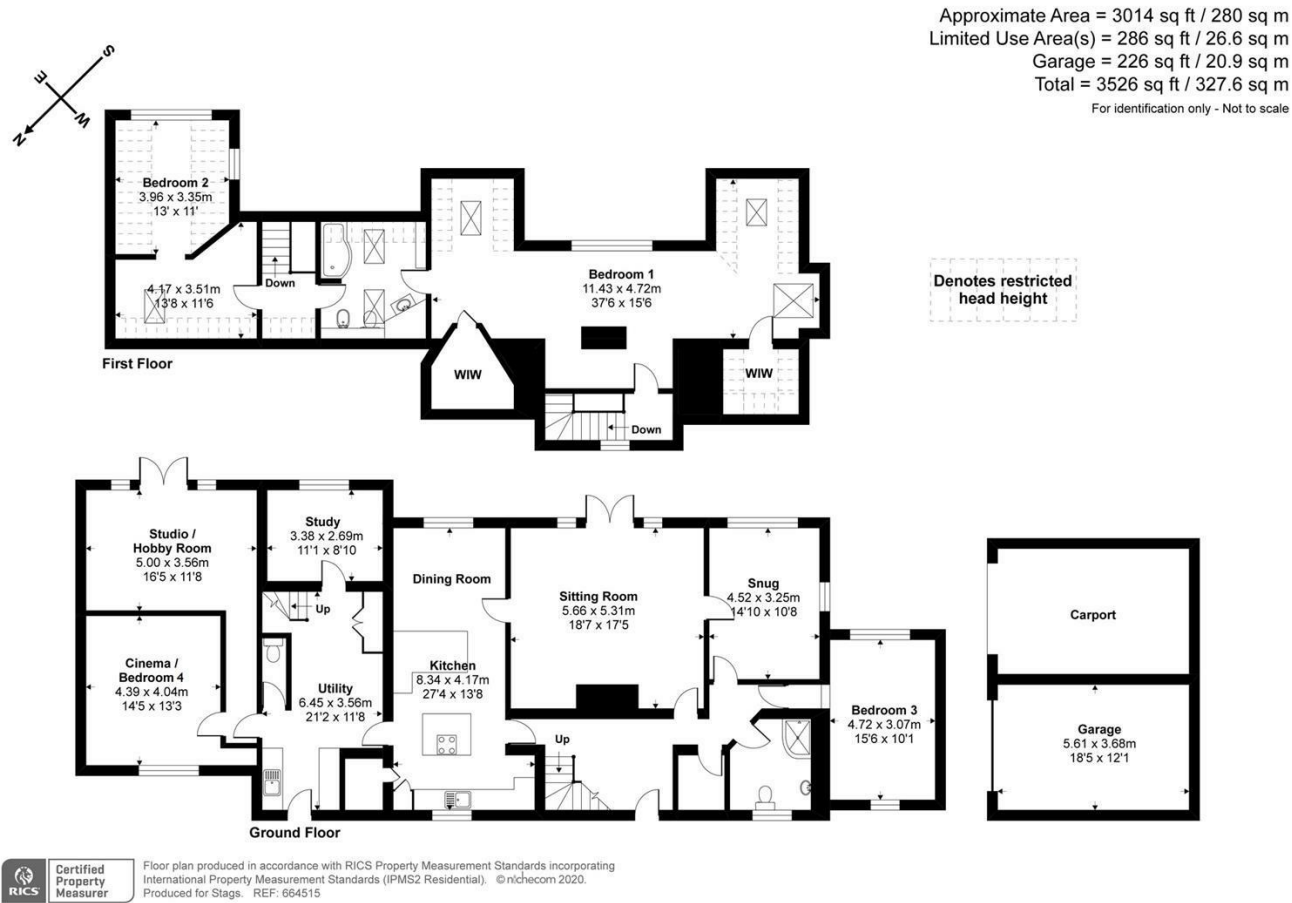 Approximate Area = 3014 sq ft / 280 sq m
Limited Use Area(s) = 286 sq ft / 26.6 sq m
Garage = 226 sq ft / 20.9 sq m
Total = 3526 sq ft / 327.6 sq m
For identification only - Not to scale
S
E
W
N
Bedroom 2
3.96 x 3.35m
13' x 11'
4.17 x 3.51m
13'8 x 11'6
Down
Bedroom 1
11.43 x 4.72m
37'6 x 15'6
WIW
WIW
Down
First Floor
Denotes restricted
head height
Studio /
Hobby Room
5.00 x 3.56m
16'5 x 11'8
Study
3.38 x 2.69m
11'1 x 8'10
Dining Room
Sitting Room
5.66 x 5.31m
18'7 x 17'5
Snug
4.52 x 3.25m
14'10 x 10'8
Carport
Up
Cinema /
Bedroom 4
4.39 x 4.04m
14'5 x 13'3
Utility
6.45 x 3.56m
21'2 x 11'8
Kitchen
8.34 x 4.17m
27'4 x 13'8
Up
Bedroom 3
4.72 x 3.07m
15'6 x 10'1
Garage
5.61 x 3.68m
18'5 x 12'1
Ground Floor
RICS
Certified
Property
Measurer
Floor plan produced in accordance with RICS Property Measurement Standards incorporating
International Property Measurement Standards (IPMS2 Residential). © nichecom 2020.
Produced for Stags. REF: 664515